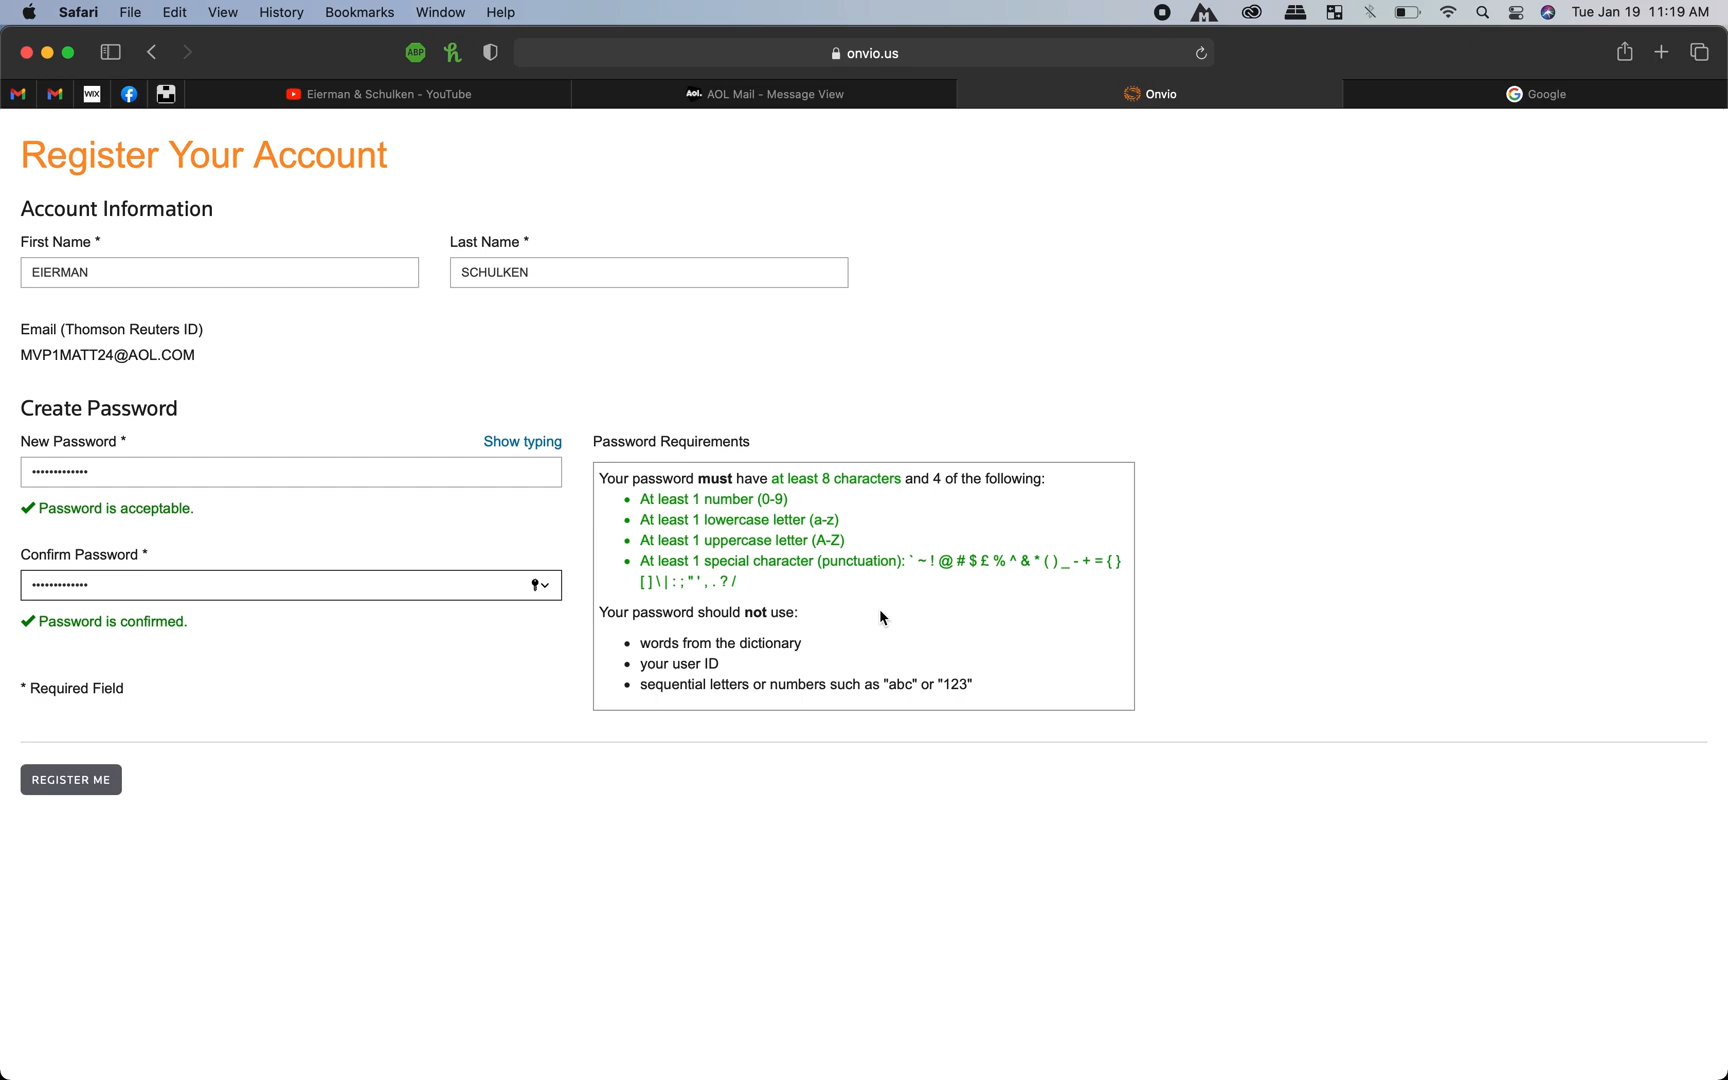 Safari File Edit View History Bookmarks Window Help Tue Jan 19 11:19 AM
ABP onvio.us
WIX Eierman & Schulken - YouTube Aol. AOL Mail - Message View Onvio Google
Register Your Account
Account Information
First Name * Last Name *
EIERMAN SCHULKEN
Email (Thomson Reuters ID)
MVP1MATT24@AOL.COM
Create Password
New Password * Show typing Password Requirements
•••••••••••••
Password is acceptable.
Confirm Password *
•••••••••••••
Password is confirmed.
* Required Field
Your password must have at least 8 characters and 4 of the following:
• At least 1 number (0-9)
• At least 1 lowercase letter (a-z)
• At least 1 uppercase letter (A-Z)
• At least 1 special character (punctuation): ` ~ ! @ # $ £ % ^ & * ( ) _ - + = { }
[ ] \ | : ; " ' , . ? /
Your password should not use:
• words from the dictionary
• your user ID
• sequential letters or numbers such as "abc" or "123"
REGISTER ME